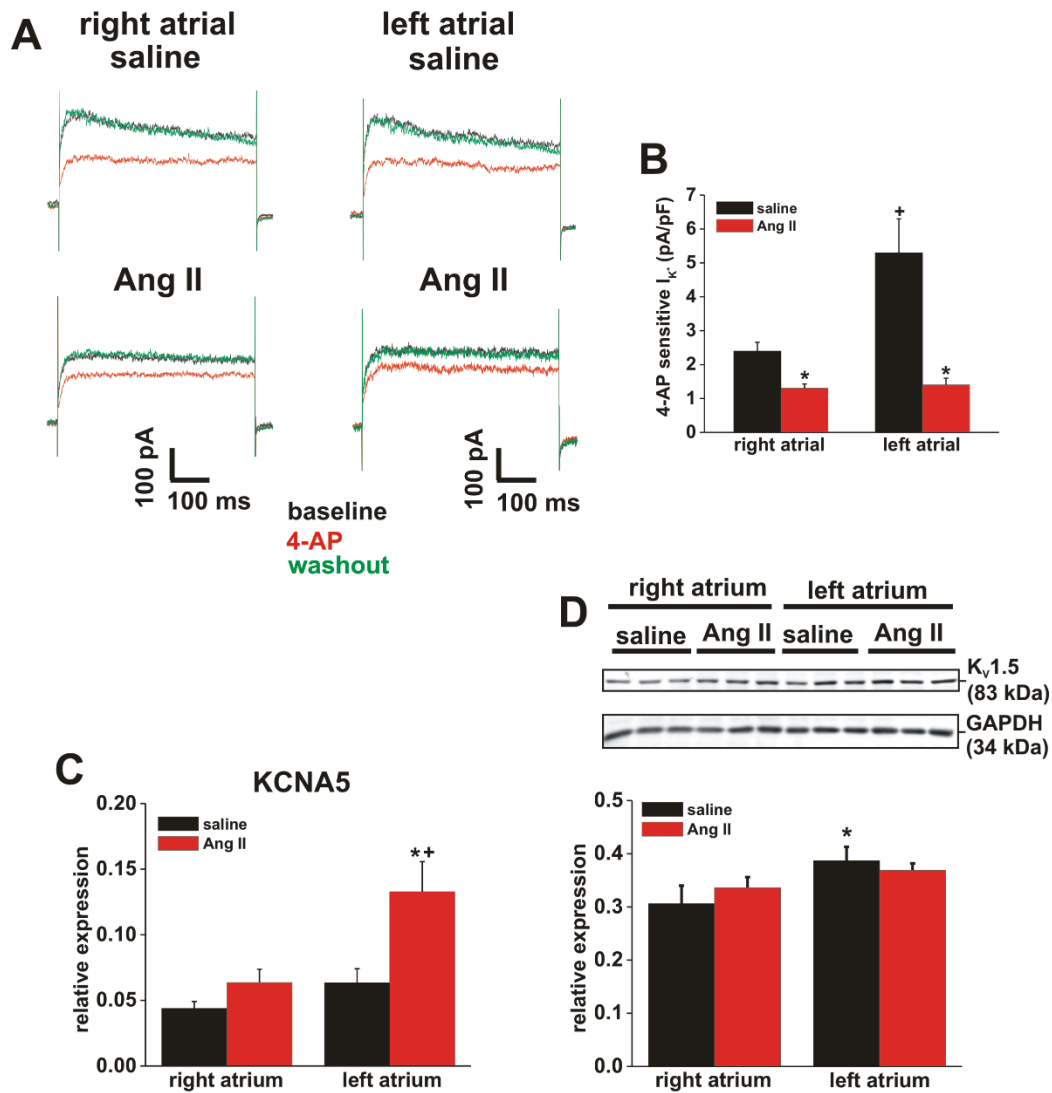 A
right atrial
saline
left atrial
saline
Ang II
Ang II
100 pA
100 ms
100 pA
100 ms
baseline
4-AP
washout
B
4-AP sensitive I_K+ (pA/pF)
7
6
5
4
3
2
1
0
saline
Ang II
+
*
*
right atrial
left atrial
D
right atrium
left atrium
saline
Ang II
saline
Ang II
K_V1.5
(83 kDa)
GAPDH
(34 kDa)
C
KCNA5
relative expression
0.20
0.15
0.10
0.05
0.00
saline
Ang II
*+
right atrium
left atrium
relative expression
0.5
0.4
0.3
0.2
0.1
0.0
saline
Ang II
*
right atrium
left atrium